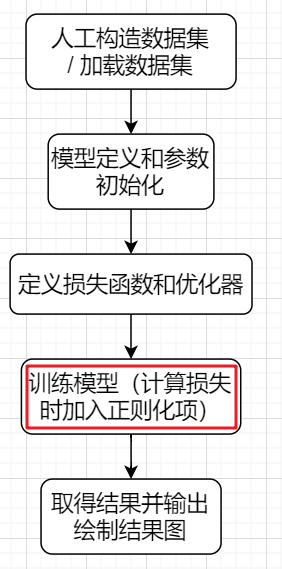 人工构造数据集
/ 加载数据集
模型定义和参数
初始化
定义损失函数和优化器
训练模型（计算损失
时加入正则化项）
取得结果并输出
绘制结果图